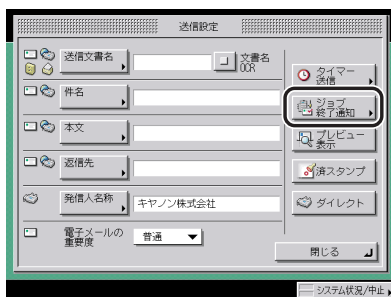 送信設定
送信文書名
文書名
OCR
タイマー
送信
件名
ジョブ
終了通知
本文
プレビュー
表示
返信先
済スタンプ
発信人名称
キヤノン株式会社
ダイレクト
電子メールの
重要度
普通
閉じる
システム状況/中止